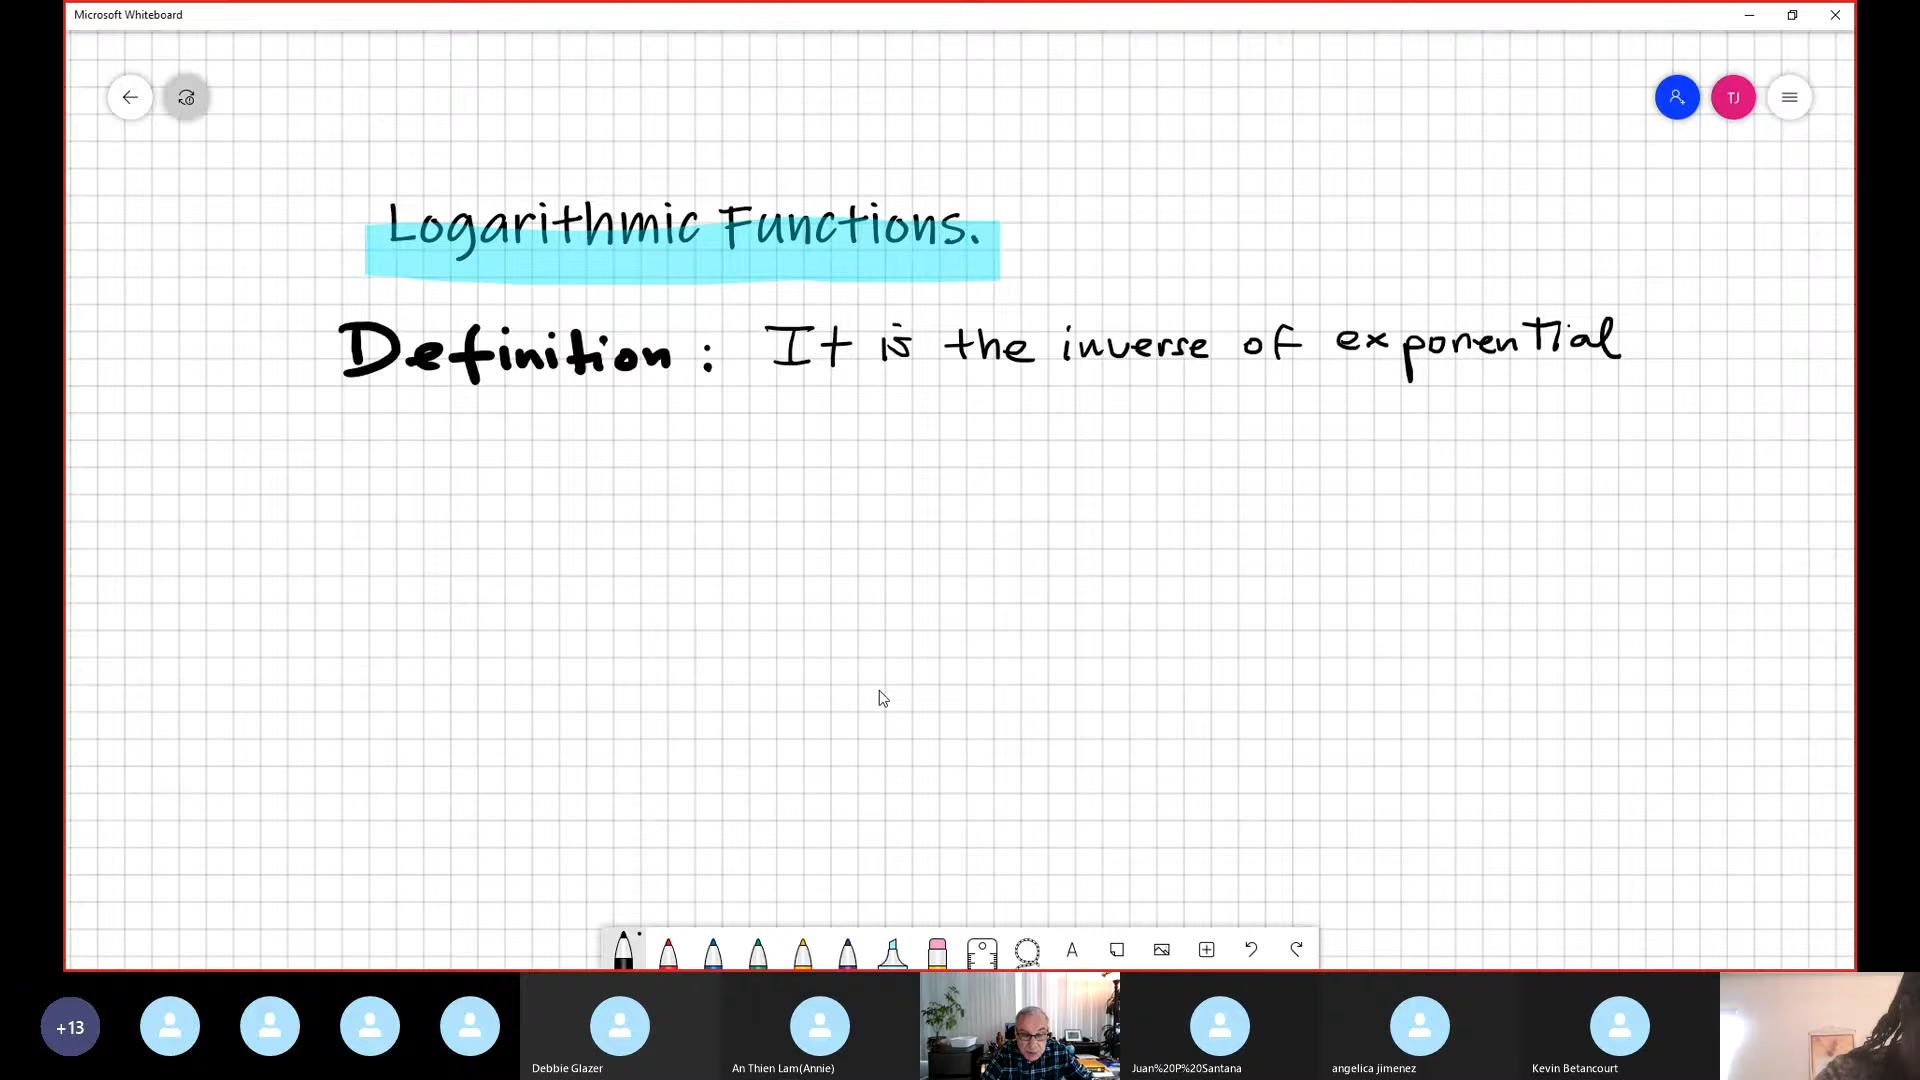 Microsoft Whiteboard
TJ
Logarithmic Functions.
Definition : It is the inverse of exponential
A
+13
Debbie Glazer
An Thien Lam(Annie)
Juan%20P%20Santana
angelica jimenez
Kevin Betancourt